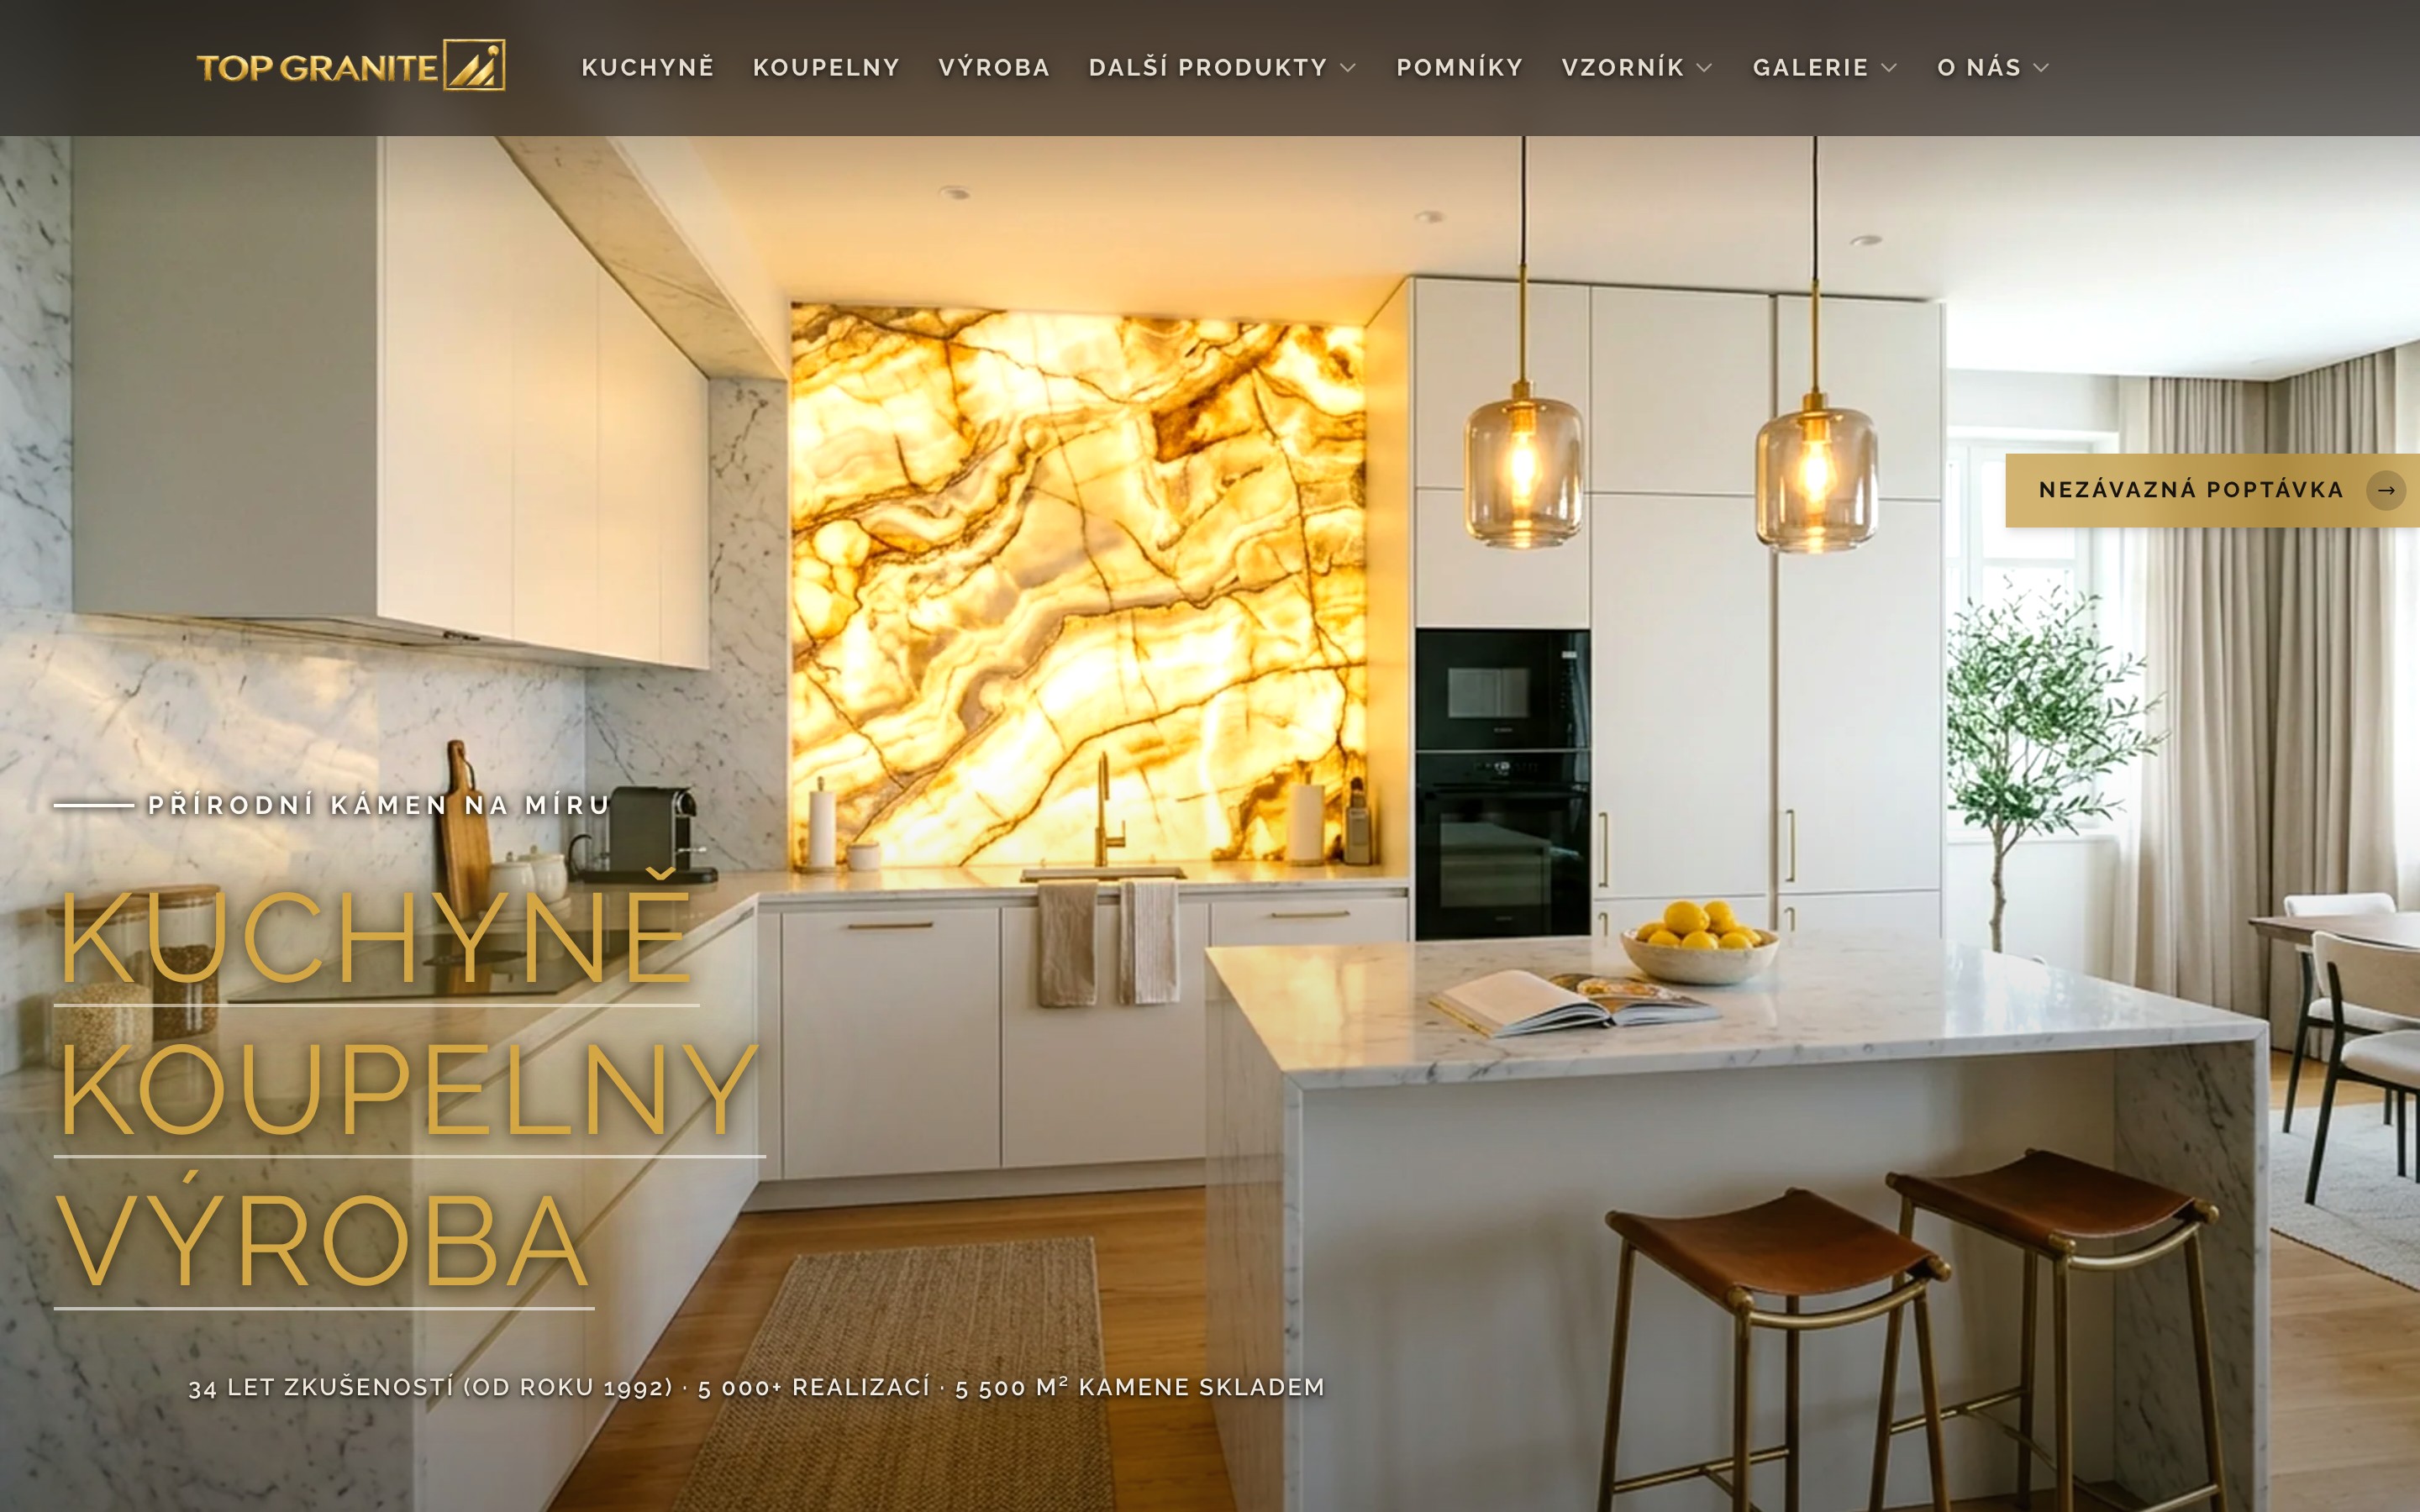 TOP GRANITE
KUCHYNĚ KOUPELNY VÝROBA DALŠÍ PRODUKTY POMNÍKY VZORNÍK GALERIE O NÁS
NEZÁVAZNÁ POPTÁVKA →
PŘÍRODNÍ KÁMEN NA MÍRU
KUCHYNĚ
KOUPELNY
VÝROBA
34 LET ZKUŠENOSTÍ (OD ROKU 1992) · 5 000+ REALIZACÍ · 5 500 M² KAMENE SKLADEM